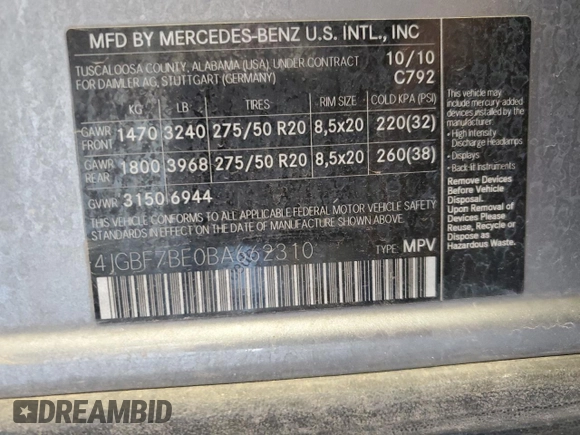 MFD BY MERCEDES-BENZ U.S. INTL., INC
TUSCALOOSA COUNTY, ALABAMA (USA), UNDER CONTRACT
FOR DAIMLER AG, STUTTGART (GERMANY)
10/10
C792
KG LB TIRES RIM SIZE COLD KPA (PSI)
GAWR FRONT 1470 3240 275/50 R20 8,5x20 220(32)
GAWR REAR 1800 3968 275/50 R20 8,5x20 260(38)
GVWR 3150 6944
THIS VEHICLE CONFORMS TO ALL APPLICABLE FEDERAL MOTOR VEHICLE SAFETY
STANDARDS IN EFFECT ON THE DATE OF MANUFACTURE SHOWN ABOVE.
4JGBF7BE0BA662310 TYPE: MPV
This vehicle may
include mercury added
devices installed by the
manufacturer:
- High Intensity
Discharge Headlamps
- Displays
- Back-lit instruments
Remove Devices
Before Vehicle
Disposal.
Upon Removal of
Devices Please
Reuse, Recycle or
Dispose as
Hazardous Waste.
DREAMBID